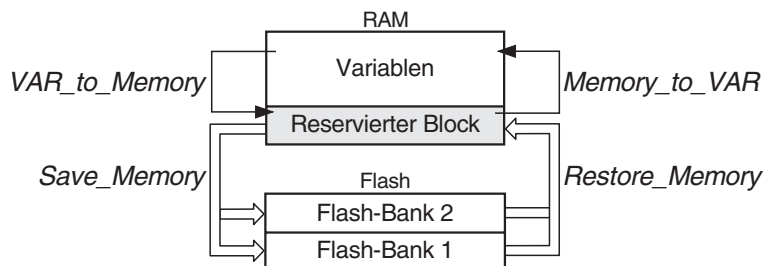 RAM
Variablen
VAR_to_Memory
Memory_to_VAR
Reservierter Block
Save_Memory
Restore_Memory
Flash
Flash-Bank 2
Flash-Bank 1